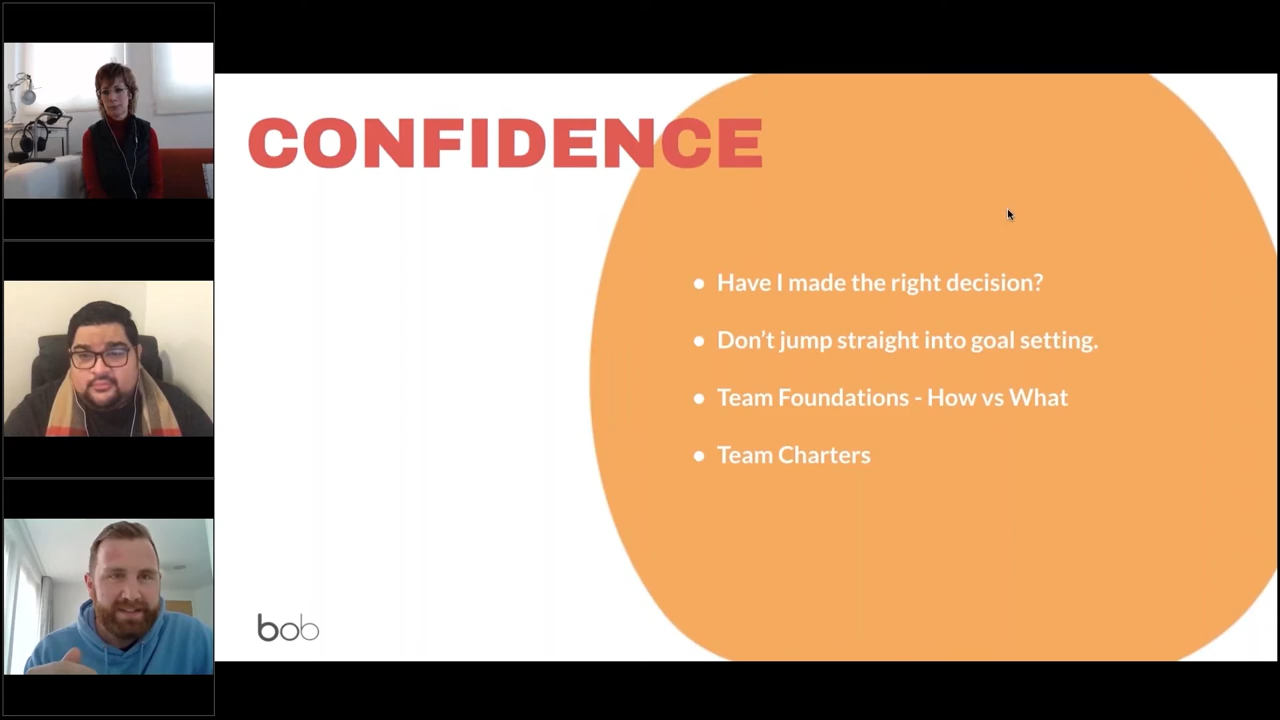 CONFIDENCE
● Have I made the right decision?
● Don’t jump straight into goal setting.
● Team Foundations - How vs What
● Team Charters
bob